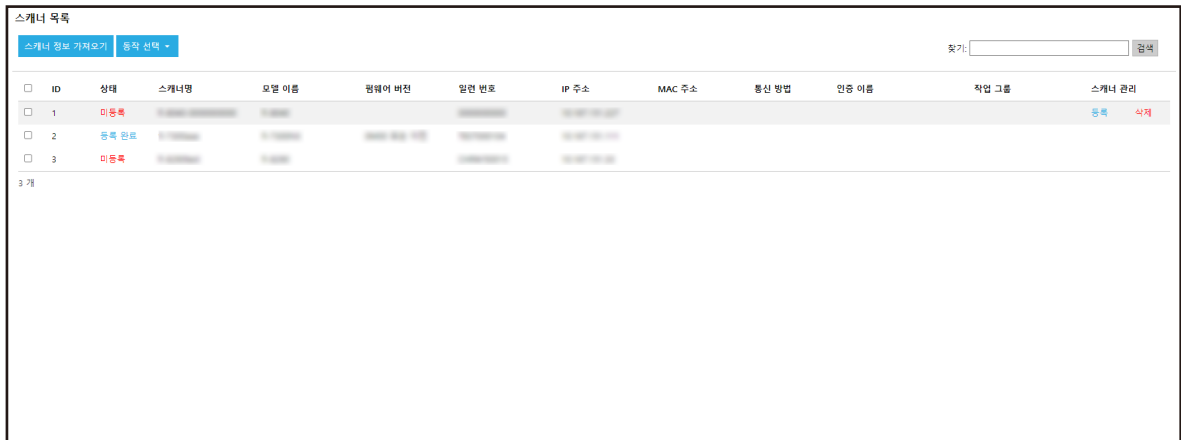 스캐너 목록
스캐너 정보 가져오기 동작 선택 찾기: 검색
ID 상태 스캐너명 모델 이름 펌웨어 버전 일련 번호 IP 주소 MAC 주소 통신 방법 인증 이름 작업 그룹 스캐너 관리
1 미등록 등록 삭제
2 등록 완료
3 미등록
3 개